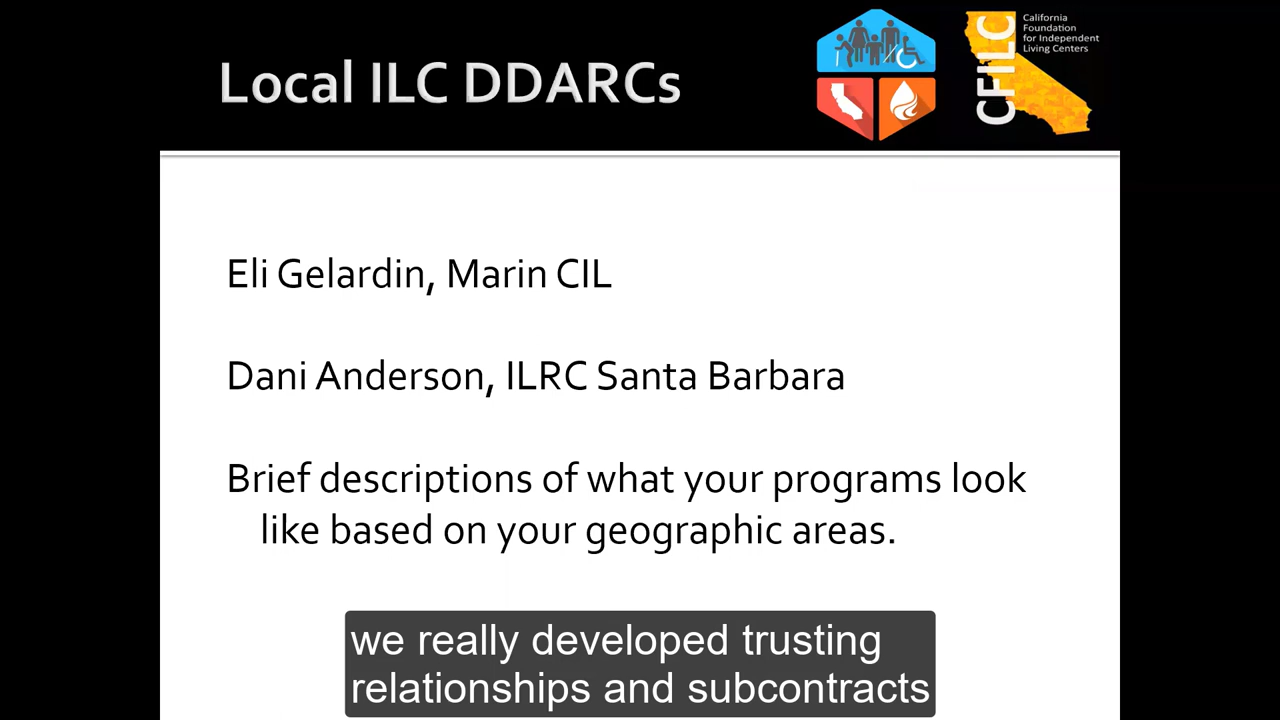 Local ILC DDARCs
CFILC
California
Foundation
for Independent
Living Centers
Eli Gelardin, Marin CIL
Dani Anderson, ILRC Santa Barbara
Brief descriptions of what your programs look
like based on your geographic areas.
we really developed trusting
relationships and subcontracts